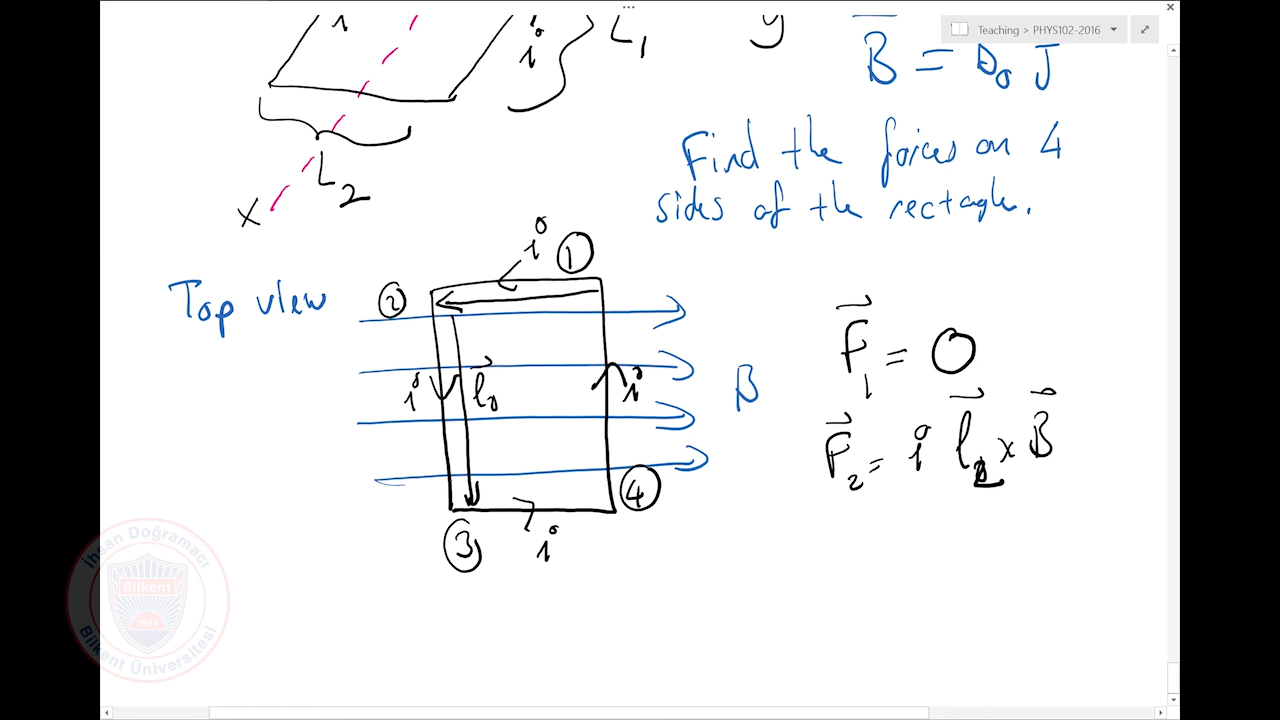 Teaching > PHYS102-2016
i
i
L1
y
B = B0 J
Find the forces on 4
sides of the rectagle.
L2
x
i
1
Top view
2
F1 = 0
i
l2
i
B
F2 = i l2 x B
4
3
i
İhsan Doğramacı
Bilkent
1984
Bilkent Üniversitesi